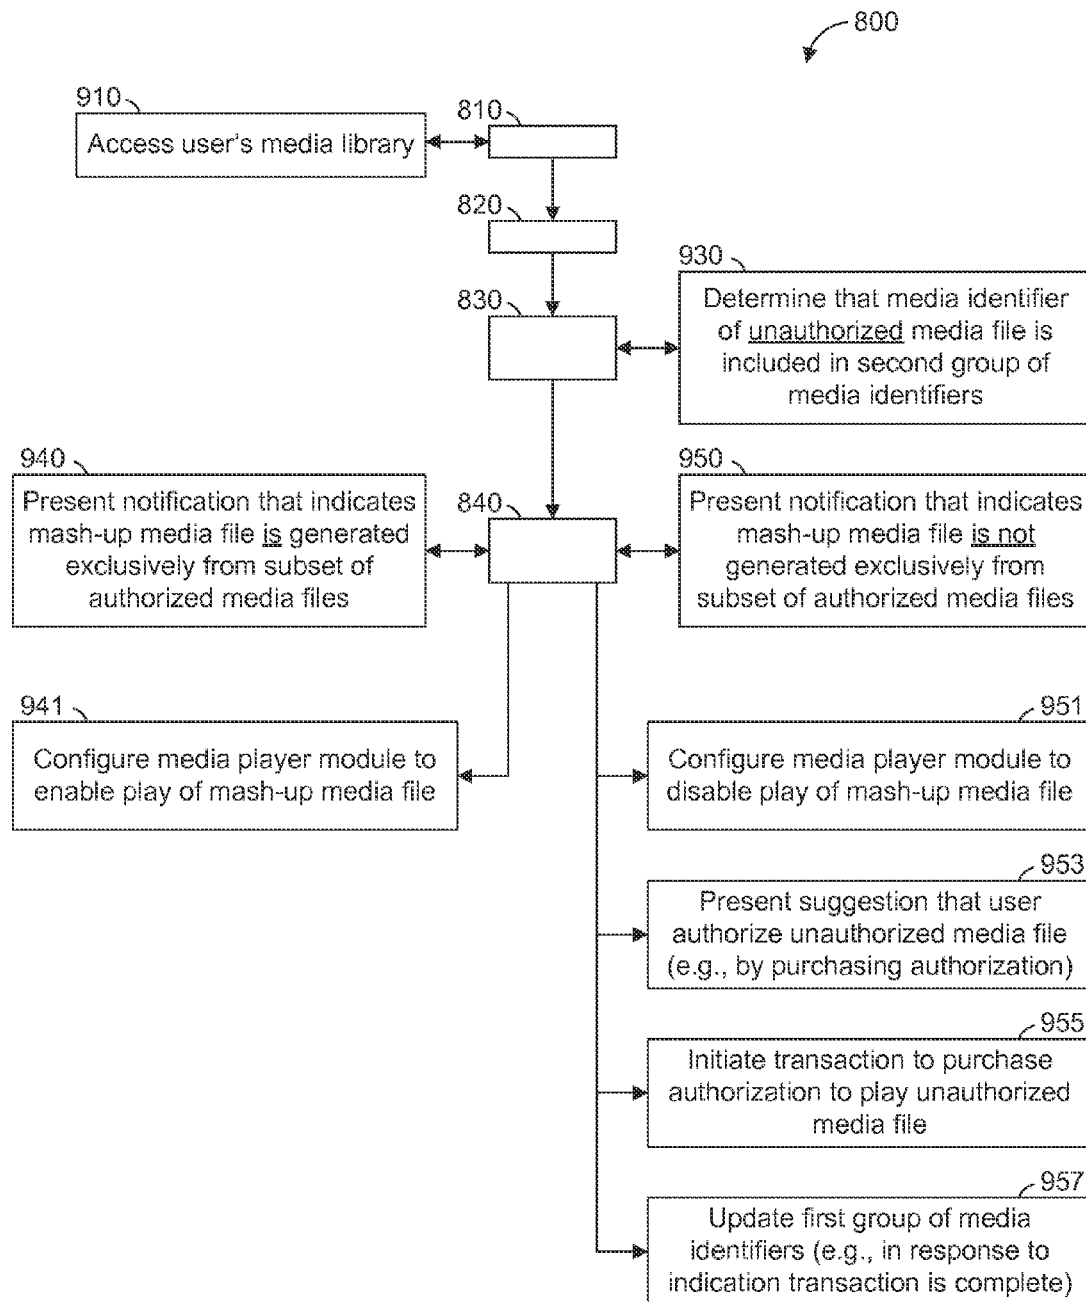 800
910
Access user's media library
810
820
830
930
Determine that media identifier
of unauthorized media file is
included in second group of
media identifiers
940
Present notification that indicates
mash-up media file is generated
exclusively from subset of
authorized media files
840
950
Present notification that indicates
mash-up media file is not
generated exclusively from
subset of authorized media files
941
Configure media player module to
enable play of mash-up media file
951
Configure media player module to
disable play of mash-up media file
953
Present suggestion that user
authorize unauthorized media file
(e.g., by purchasing authorization)
955
Initiate transaction to purchase
authorization to play unauthorized
media file
957
Update first group of media
identifiers (e.g., in response to
indication transaction is complete)